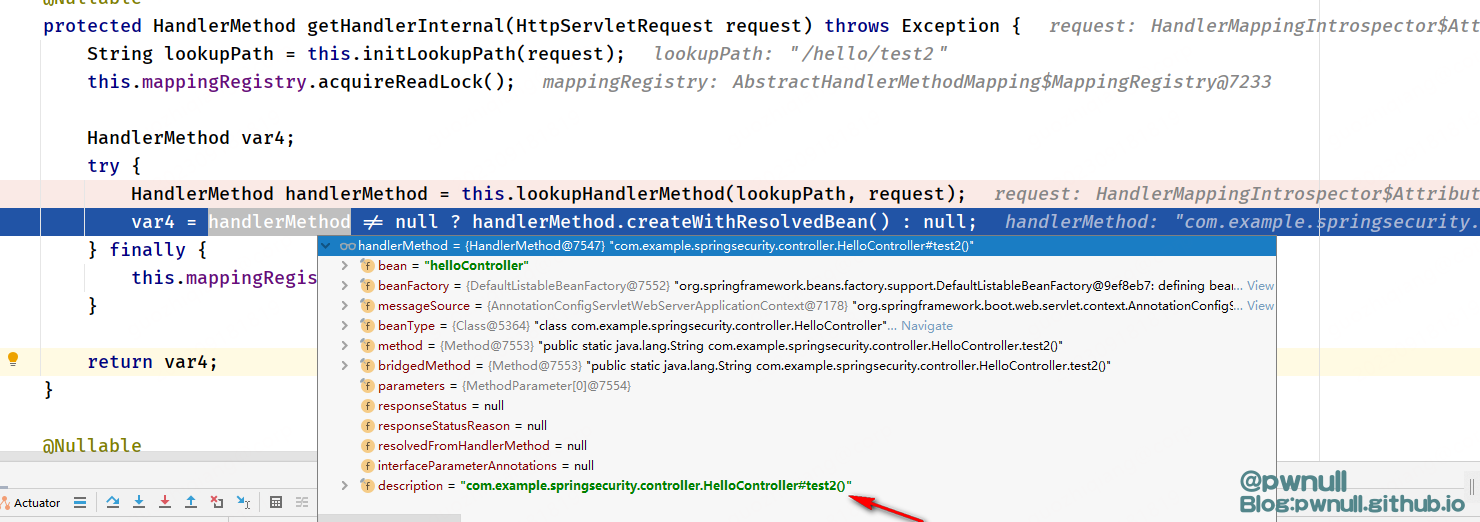 @Nullable
protected HandlerMethod getHandlerInternal(HttpServletRequest request) throws Exception {   request: HandlerMappingIntrospector$Att
String lookupPath = this.initLookupPath(request);   lookupPath: "/hello/test2"
this.mappingRegistry.acquireReadLock();   mappingRegistry: AbstractHandlerMethodMapping$MappingRegistry@7233
HandlerMethod var4;
try {
HandlerMethod handlerMethod = this.lookupHandlerMethod(lookupPath, request);   request: HandlerMappingIntrospector$Attribut
var4 = handlerMethod ≠ null ? handlerMethod.createWithResolvedBean() : null;   handlerMethod: "com.example.springsecurity.
} finally {
this.mappingRegis
}
return var4;
}
@Nullable
handlerMethod = {HandlerMethod@7547} "com.example.springsecurity.controller.HelloController#test2()"
bean = "helloController"
beanFactory = {DefaultListableBeanFactory@7552} "org.springframework.beans.factory.support.DefaultListableBeanFactory@9ef8eb7: defining bear... View
messageSource = {AnnotationConfigServletWebServerApplicationContext@7178} "org.springframework.boot.web.servlet.context.AnnotationConfigS... View
beanType = {Class@5364} "class com.example.springsecurity.controller.HelloController"... Navigate
method = {Method@7553} "public static java.lang.String com.example.springsecurity.controller.HelloController.test2()"
bridgedMethod = {Method@7553} "public static java.lang.String com.example.springsecurity.controller.HelloController.test2()"
parameters = {MethodParameter[0]@7554}
responseStatus = null
responseStatusReason = null
resolvedFromHandlerMethod = null
interfaceParameterAnnotations = null
description = "com.example.springsecurity.controller.HelloController#test2()"
Actuator
@pwnull
Blog:pwnull.github.io